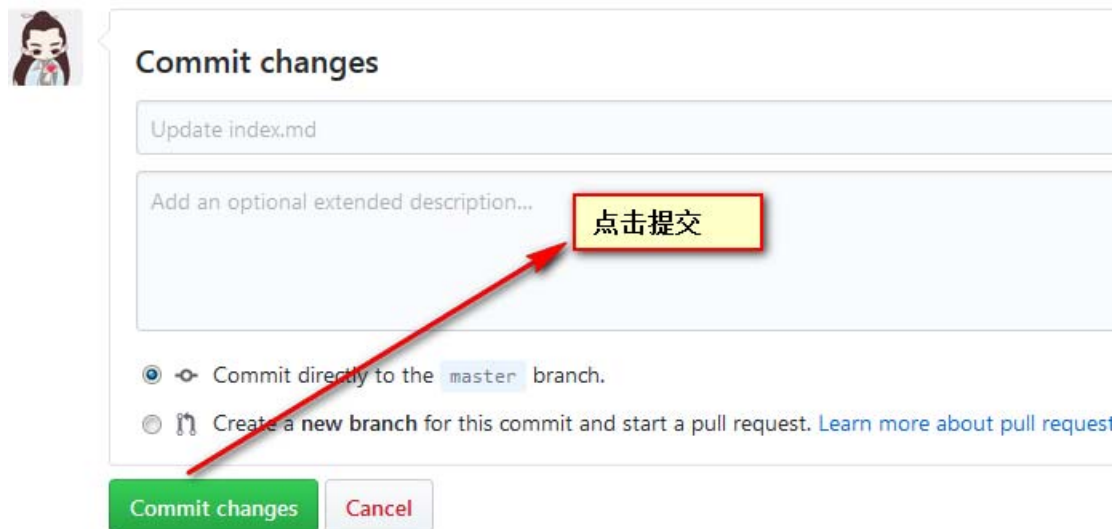 Commit changes
Update index.md
Add an optional extended description...
点击提交
Commit directly to the master branch.
Create a new branch for this commit and start a pull request. Learn more about pull request
Commit changes
Cancel